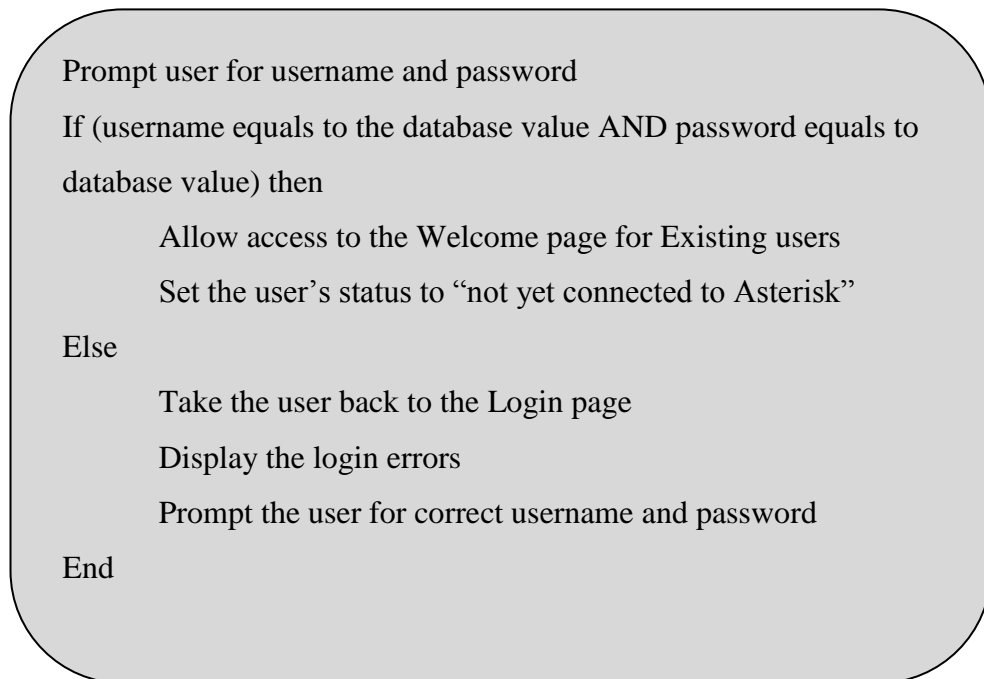 Prompt user for username and password
If (username equals to the database value AND password equals to
database value) then
Allow access to the Welcome page for Existing users
Set the user’s status to “not yet connected to Asterisk”
Else
Take the user back to the Login page
Display the login errors
Prompt the user for correct username and password
End